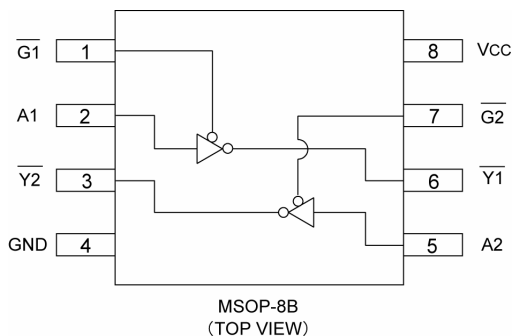 G1 1 8 VCC
A1 2 7 G2
Y2 3 6 Y1
GND 4 5 A2
MSOP-8B
(TOP VIEW)